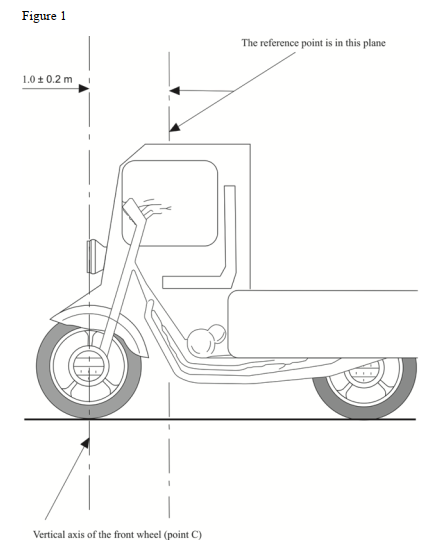 Figure 1
The reference point is in this plane
1.0 ± 0.2 m
Vertical axis of the front wheel (point C)